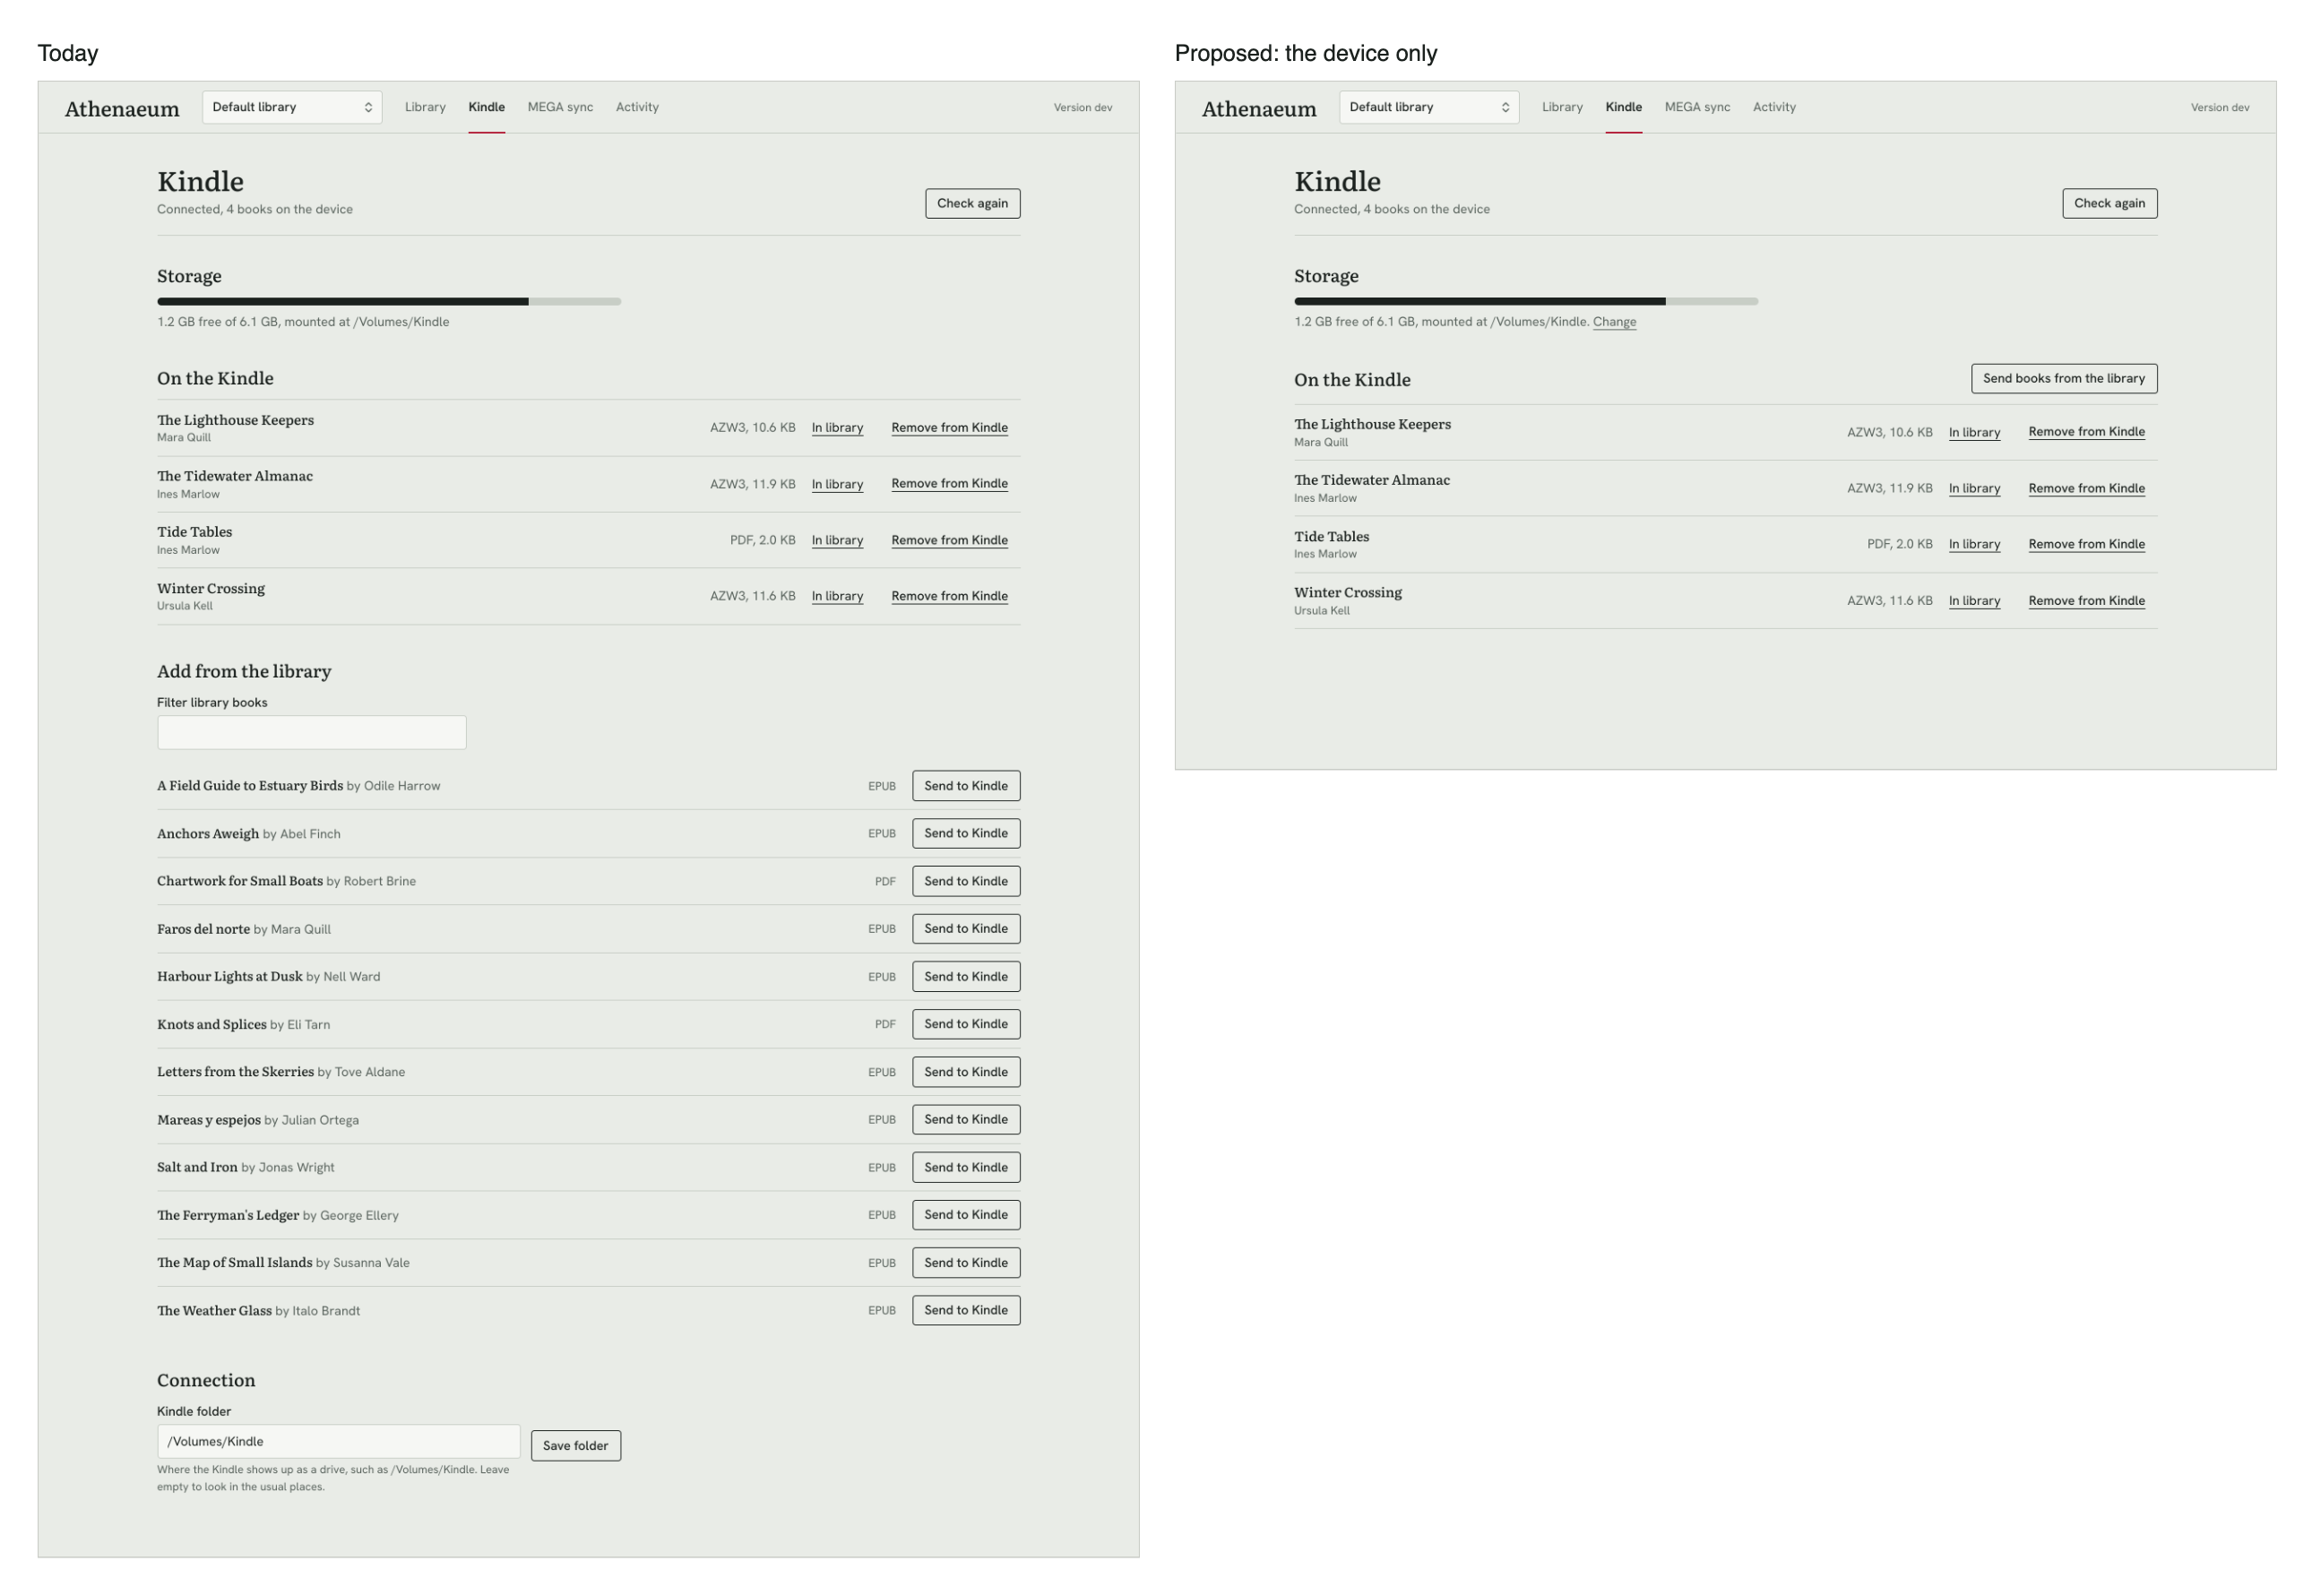 Today
Athenaeum
Default library
Library
Kindle
MEGA sync
Activity
Version dev
Kindle
Connected, 4 books on the device
Check again
Storage
1.2 GB free of 6.1 GB, mounted at /Volumes/Kindle
On the Kindle
The Lighthouse Keepers
Mara Quill
AZW3, 10.6 KB In library Remove from Kindle
The Tidewater Almanac
Ines Marlow
AZW3, 11.9 KB In library Remove from Kindle
Tide Tables
Ines Marlow
PDF, 2.0 KB In library Remove from Kindle
Winter Crossing
Ursula Kell
AZW3, 11.6 KB In library Remove from Kindle
Add from the library
Filter library books
A Field Guide to Estuary Birds by Odile Harrow EPUB Send to Kindle
Anchors Aweigh by Abel Finch EPUB Send to Kindle
Chartwork for Small Boats by Robert Brine PDF Send to Kindle
Faros del norte by Mara Quill EPUB Send to Kindle
Harbour Lights at Dusk by Nell Ward EPUB Send to Kindle
Knots and Splices by Eli Tarn PDF Send to Kindle
Letters from the Skerries by Tove Aldane EPUB Send to Kindle
Mareas y espejos by Julian Ortega EPUB Send to Kindle
Salt and Iron by Jonas Wright EPUB Send to Kindle
The Ferryman's Ledger by George Ellery EPUB Send to Kindle
The Map of Small Islands by Susanna Vale EPUB Send to Kindle
The Weather Glass by Italo Brandt EPUB Send to Kindle
Connection
Kindle folder
/Volumes/Kindle
Save folder
Where the Kindle shows up as a drive, such as /Volumes/Kindle. Leave
empty to look in the usual places.
Proposed: the device only
Athenaeum
Default library
Library
Kindle
MEGA sync
Activity
Version dev
Kindle
Connected, 4 books on the device
Check again
Storage
1.2 GB free of 6.1 GB, mounted at /Volumes/Kindle. Change
On the Kindle
Send books from the library
The Lighthouse Keepers
Mara Quill
AZW3, 10.6 KB In library Remove from Kindle
The Tidewater Almanac
Ines Marlow
AZW3, 11.9 KB In library Remove from Kindle
Tide Tables
Ines Marlow
PDF, 2.0 KB In library Remove from Kindle
Winter Crossing
Ursula Kell
AZW3, 11.6 KB In library Remove from Kindle